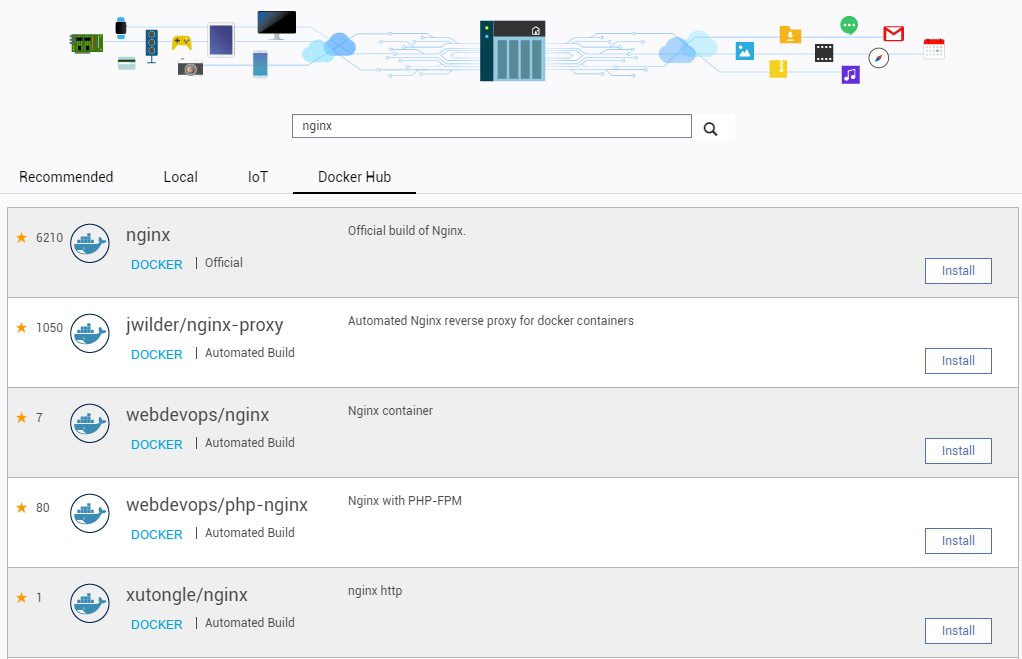 nginx
Recommended Local IoT Docker Hub
6210 nginx Official build of Nginx.
DOCKER | Official
Install
1050 jwilder/nginx-proxy Automated Nginx reverse proxy for docker containers
DOCKER | Automated Build
Install
7 webdevops/nginx Nginx container
DOCKER | Automated Build
Install
80 webdevops/php-nginx Nginx with PHP-FPM
DOCKER | Automated Build
Install
1 xutongle/nginx nginx http
DOCKER | Automated Build
Install